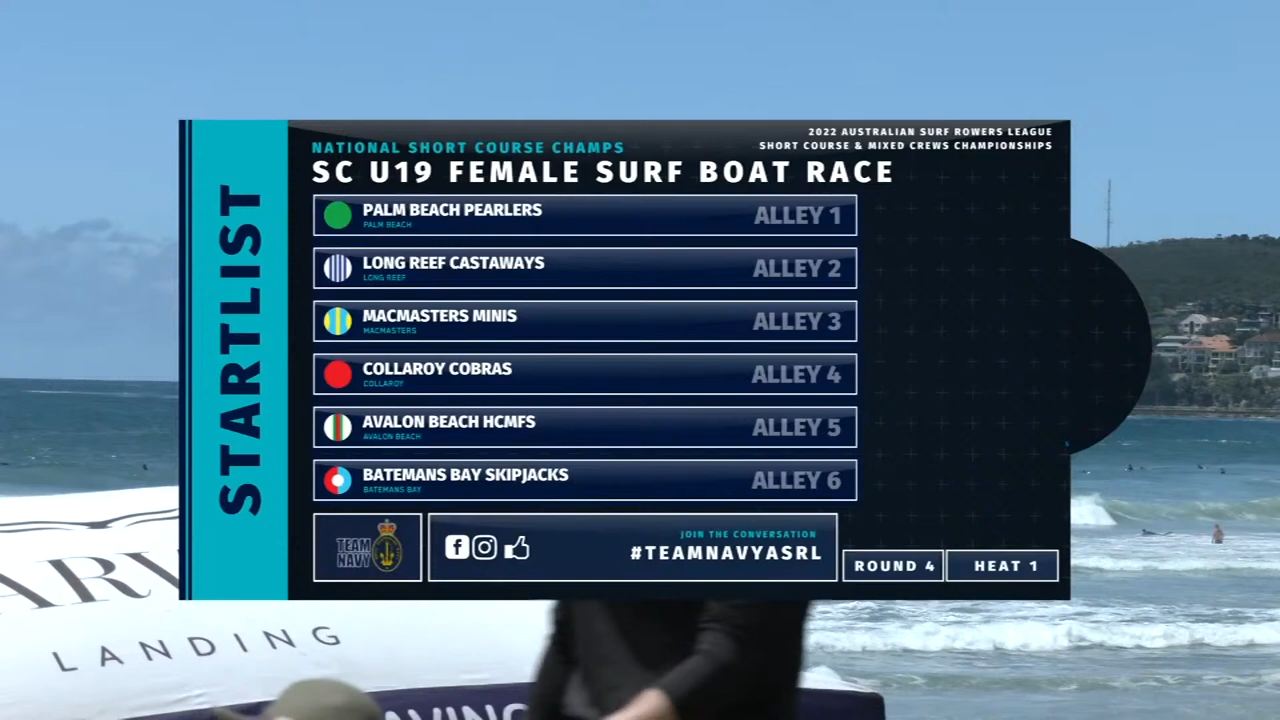 STARTLIST
2022 AUSTRALIAN SURF ROWERS LEAGUE
SHORT COURSE & MIXED CREWS CHAMPIONSHIPS
NATIONAL SHORT COURSE CHAMPS
SC U19 FEMALE SURF BOAT RACE
PALM BEACH PEARLERS ALLEY 1
PALM BEACH
LONG REEF CASTAWAYS ALLEY 2
LONG REEF
MACMASTERS MINIS ALLEY 3
MACMASTERS
COLLAROY COBRAS ALLEY 4
COLLAROY
AVALON BEACH HCMFS ALLEY 5
AVALON BEACH
BATEMANS BAY SKIPJACKS ALLEY 6
BATEMANS BAY
TEAM
NAVY
JOIN THE CONVERSATION
#TEAMNAVYASRL
ROUND 4 HEAT 1
LANDING